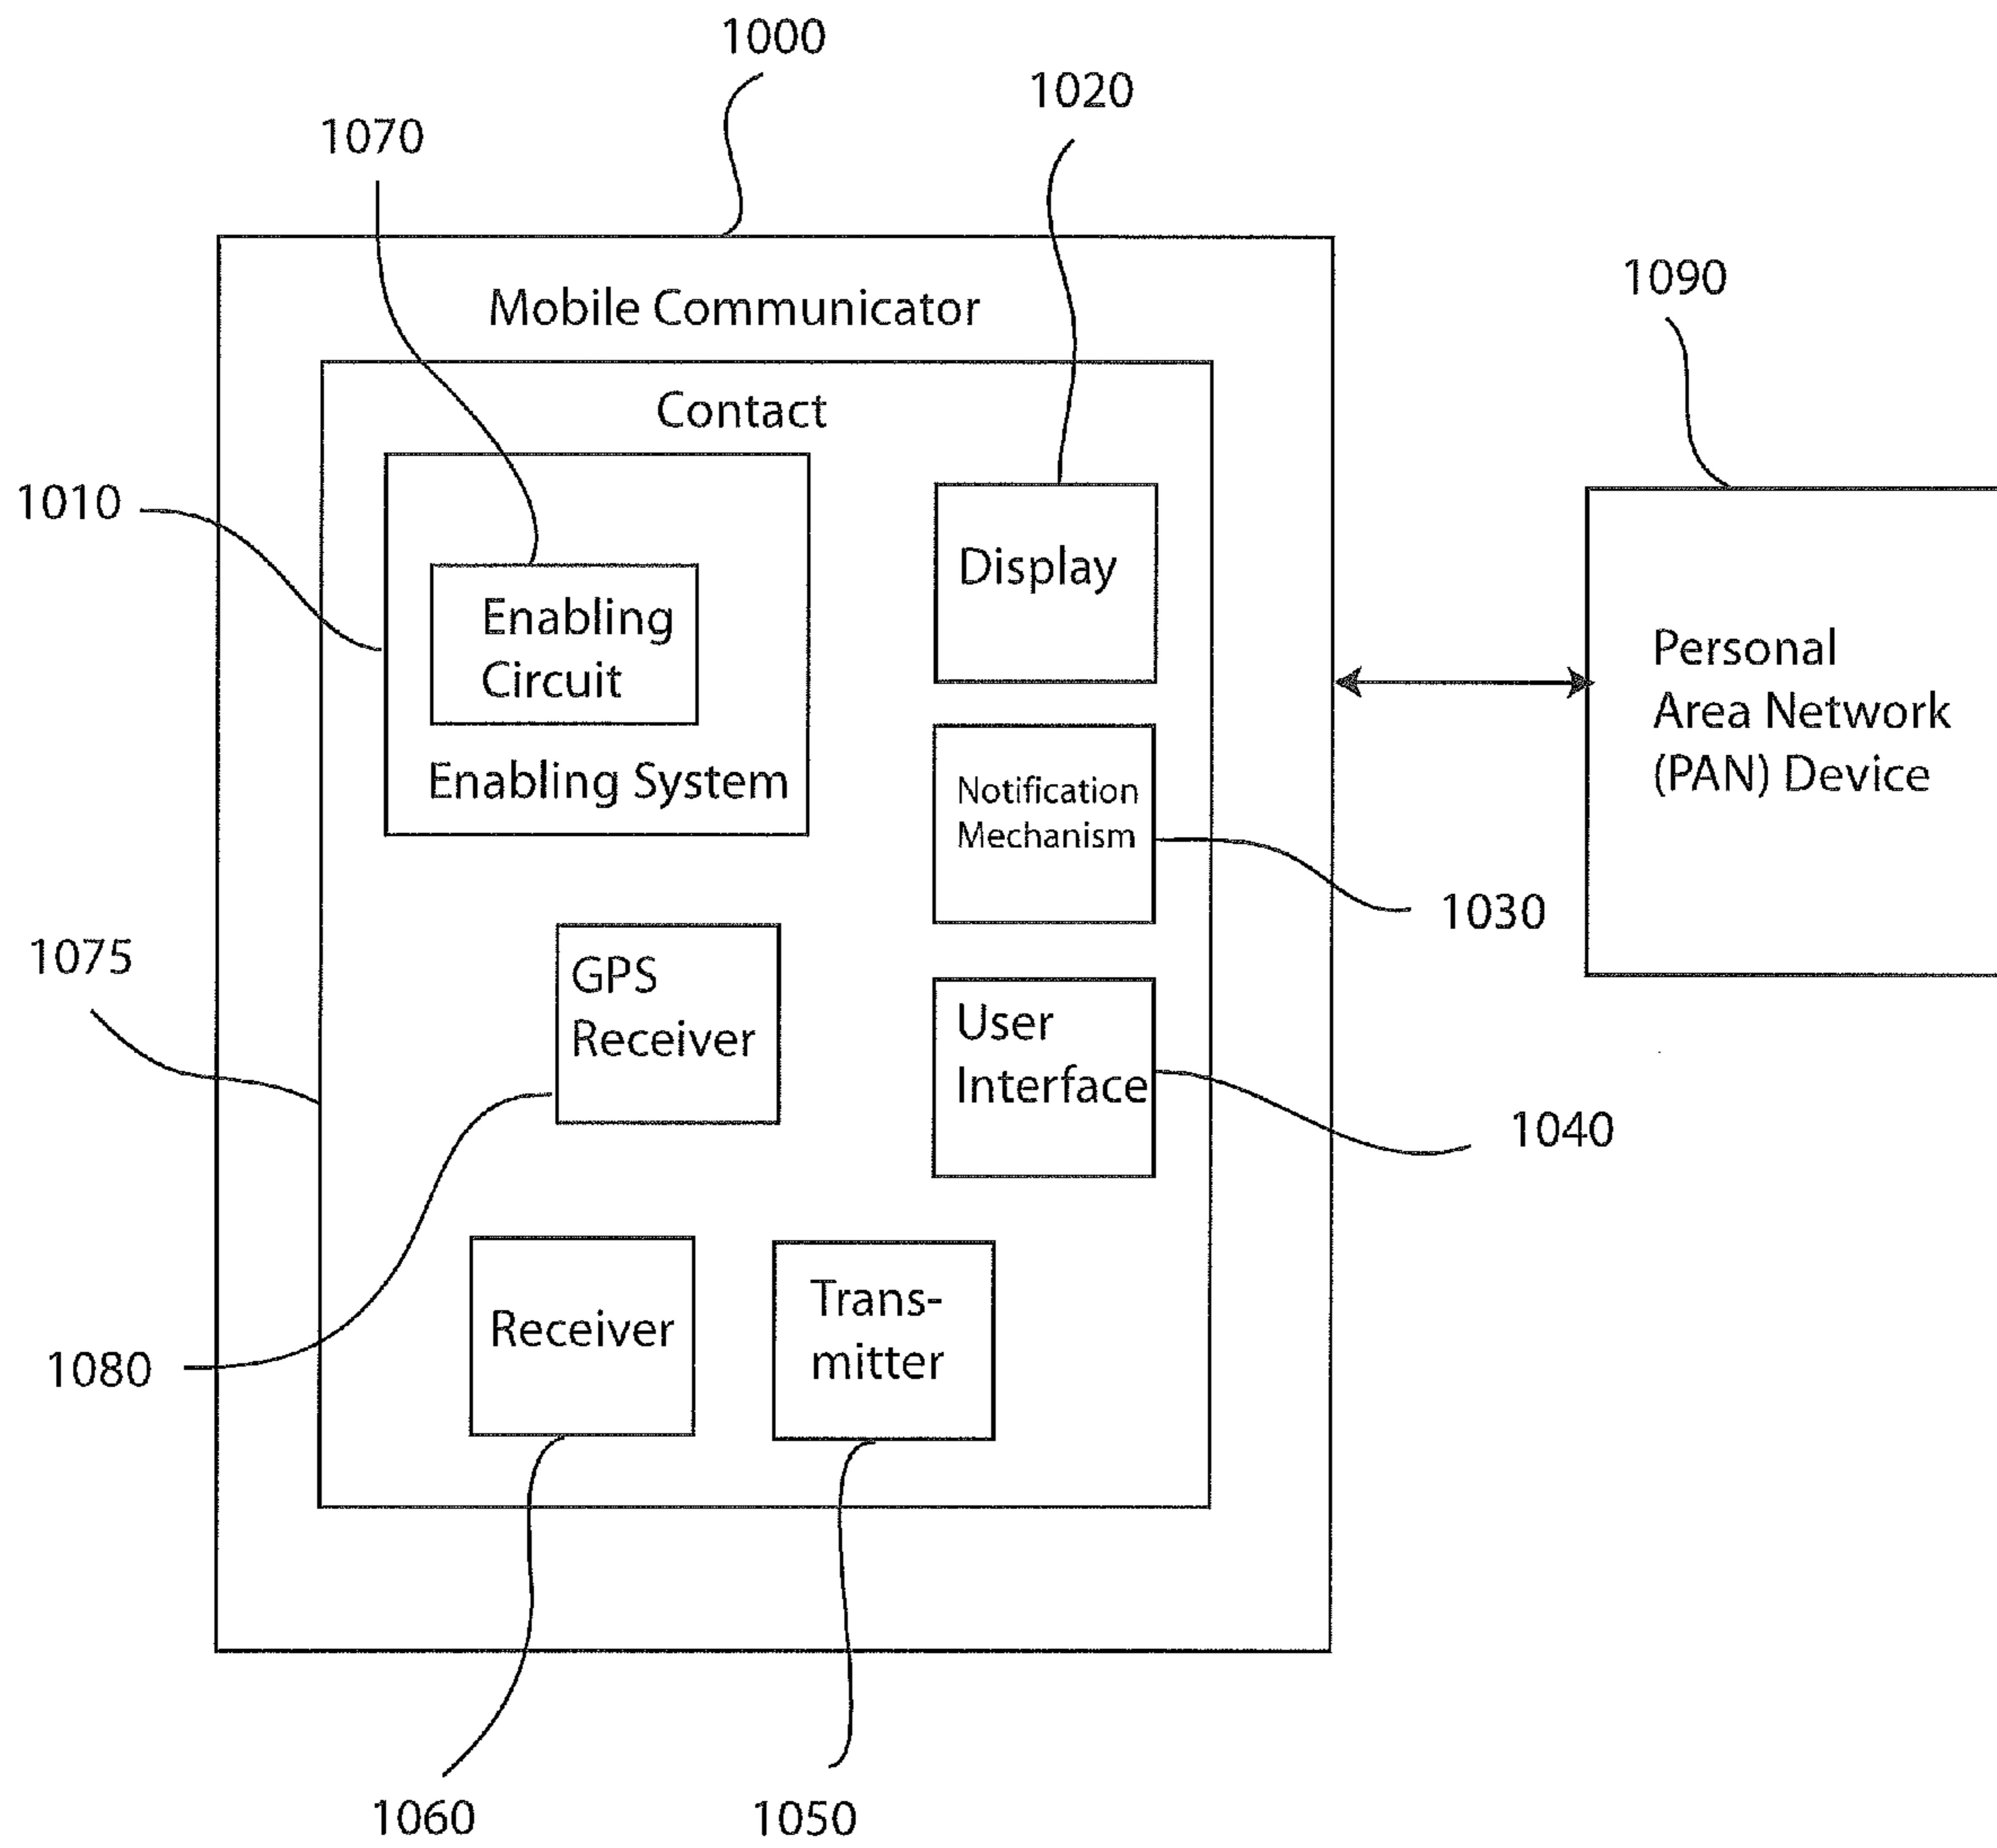 1000
1020
1070
1090
Mobile Communicator
Contact
1010
Enabling
Circuit
Enabling System
Display
Personal
Area Network
(PAN) Device
Notification
Mechanism
1030
1075
GPS
Receiver
User
Interface
1040
1080
Receiver
Trans-
mitter
1060
1050